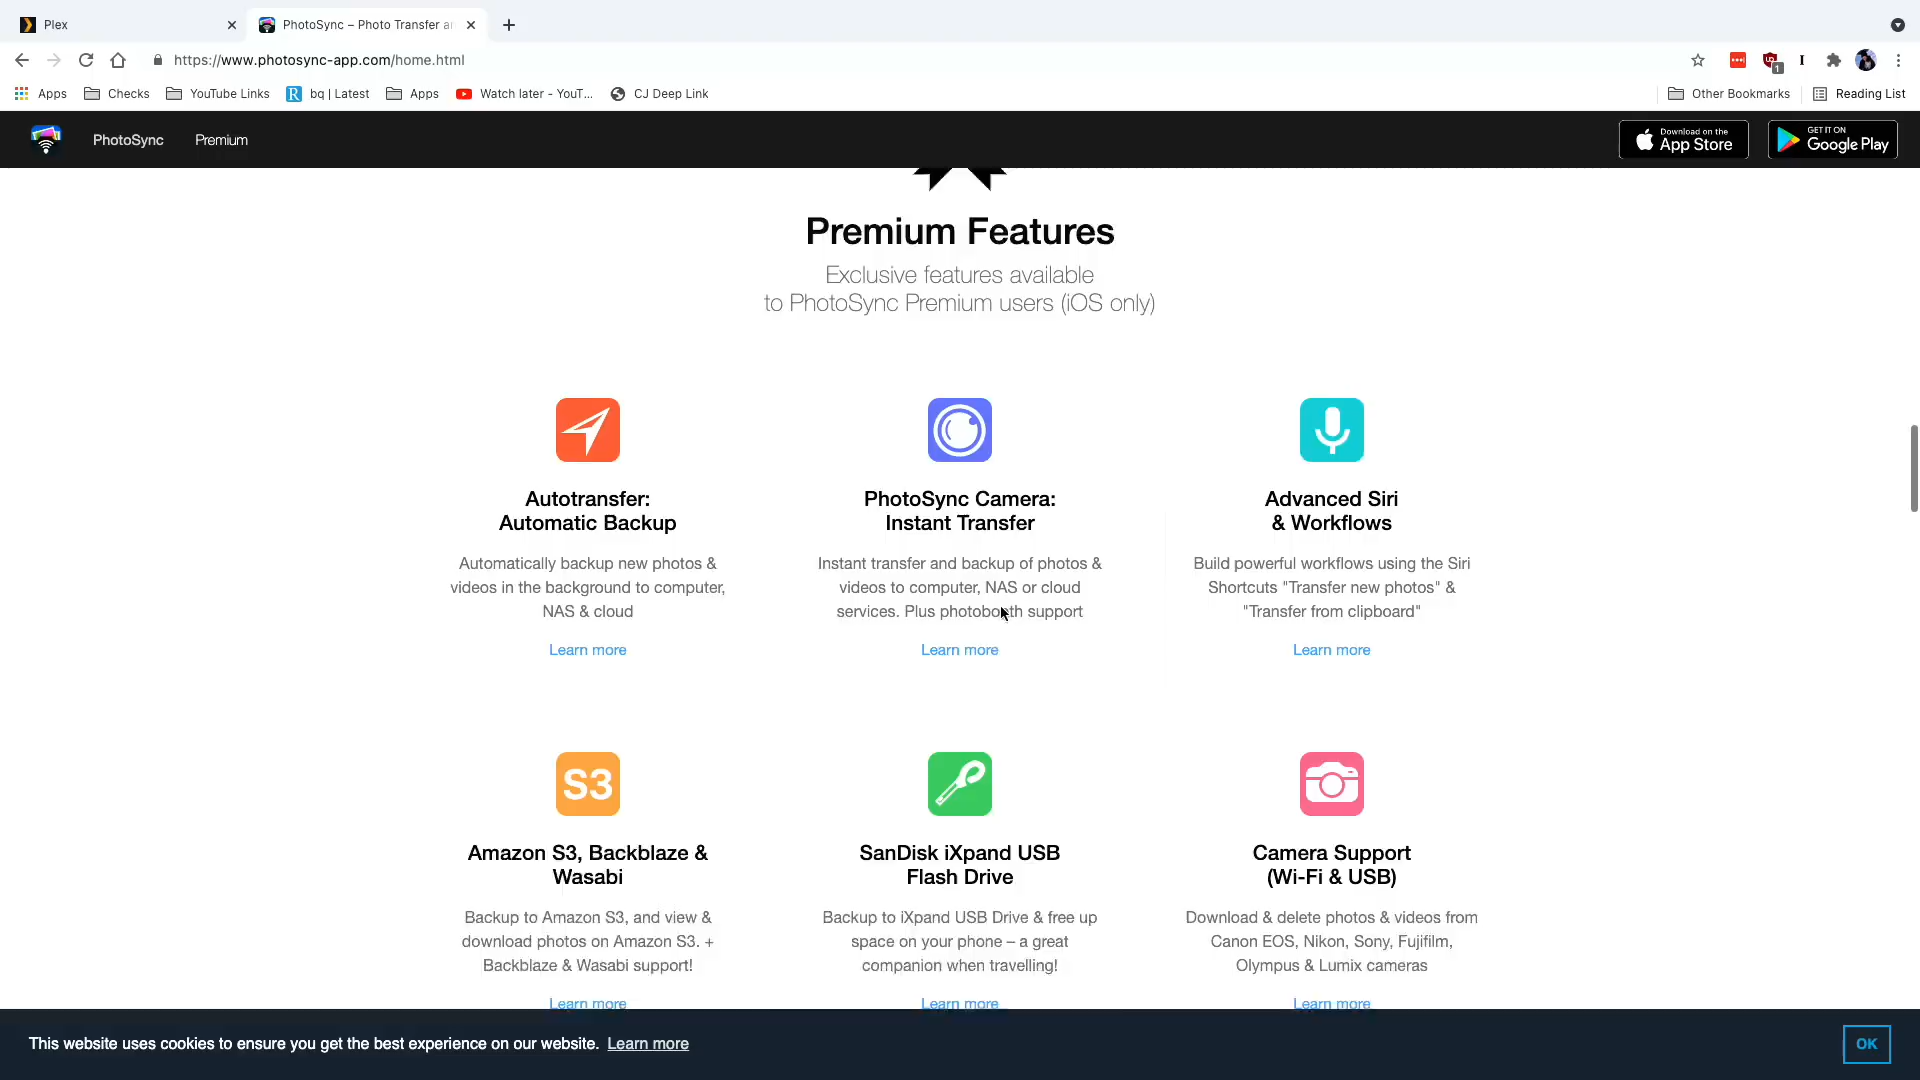 Plex
PhotoSync – Photo Transfer a
https://www.photosync-app.com/home.html
1
Apps
Checks
YouTube Links
bq | Latest
Apps
Watch later - YouT...
CJ Deep Link
Other Bookmarks
Reading List
PhotoSync
Premium
Download on the
App Store
GET IT ON
Google Play
Premium Features
Exclusive features available
to PhotoSync Premium users (iOS only)
Autotransfer:
Automatic Backup
Automatically backup new photos &
videos in the background to computer,
NAS & cloud
Learn more
PhotoSync Camera:
Instant Transfer
Instant transfer and backup of photos &
videos to computer, NAS or cloud
services. Plus photobooth support
Learn more
Advanced Siri
& Workflows
Build powerful workflows using the Siri
Shortcuts "Transfer new photos" &
"Transfer from clipboard"
Learn more
S3
Amazon S3, Backblaze &
Wasabi
Backup to Amazon S3, and view &
download photos on Amazon S3. +
Backblaze & Wasabi support!
Learn more
SanDisk iXpand USB
Flash Drive
Backup to iXpand USB Drive & free up
space on your phone – a great
companion when travelling!
Learn more
Camera Support
(Wi-Fi & USB)
Download & delete photos & videos from
Canon EOS, Nikon, Sony, Fujifilm,
Olympus & Lumix cameras
Learn more
This website uses cookies to ensure you get the best experience on our website. Learn more
OK